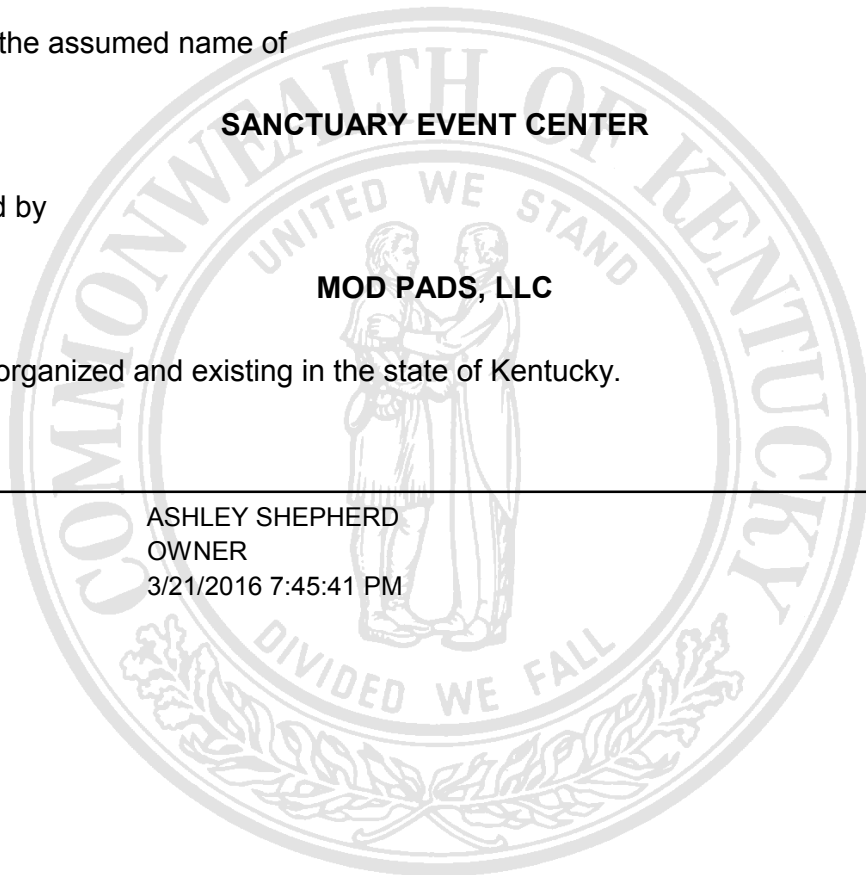 the assumed name of
SANCTUARY EVENT CENTER
d by
MOD PADS, LLC
organized and existing in the state of Kentucky.
ASHLEY SHEPHERD
OWNER
3/21/2016 7:45:41 PM
COMMONWEALTH OF KENTUCKY
UNITED WE STAND
DIVIDED WE FALL